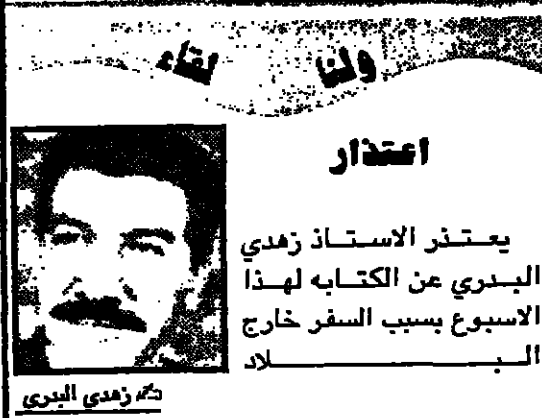 ولنا لقاء
اعتذار
يعتذر الاستاذ زهدي
البدري عن الكتابه لهذا
الاسبوع بسبب السفر خارج
البلاد
زهدي البدري